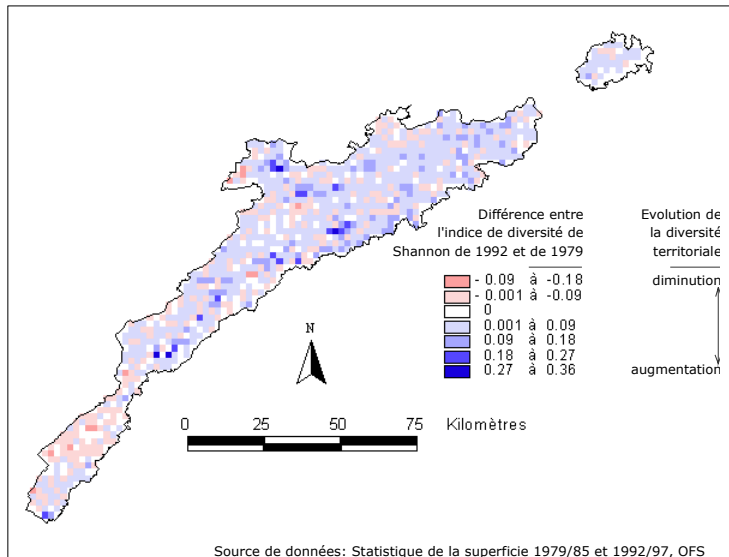 Différence entre
l'indice de diversité de
Shannon de 1992 et de 1979
Evolution de
la diversité
territoriale
- 0.09 à -0.18
- 0.001 à -0.09
0
0.001 à 0.09
0.09 à 0.18
0.18 à 0.27
0.27 à 0.36
diminution
augmentation
N
0 25 50 75 Kilomètres
Source de données: Statistique de la superficie 1979/85 et 1992/97, OFS